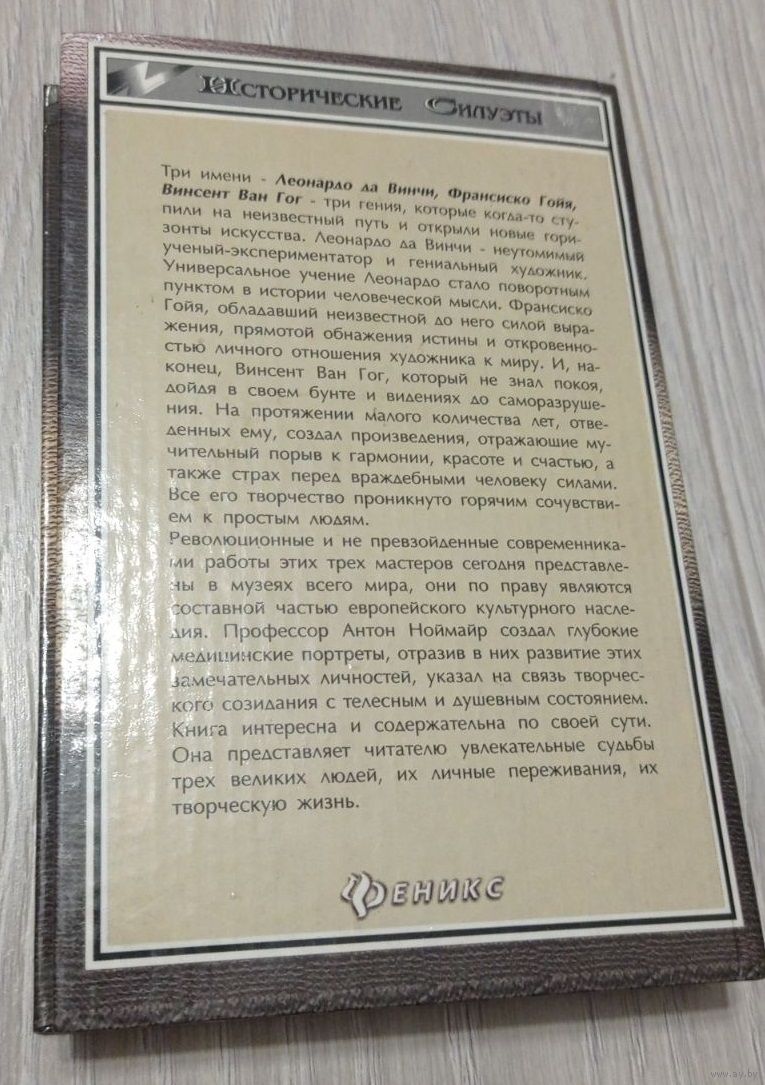 Исторические Силуэты
Три имени - Леонардо да Винчи, Франсиско Гойя,
Винсент Ван Гог - три гения, которые когда-то сту-
пили на неизвестный путь и открыли новые гори-
зонты искусства. Леонардо да Винчи - неутомимый
ученый-экспериментатор и гениальный художник.
Универсальное учение Леонардо стало поворотным
пунктом в истории человеческой мысли. Франсиско
Гойя, обладавший неизвестной до него силой выра-
жения, прямотой обнажения истины и откровенно-
стью личного отношения художника к миру. И, на-
конец, Винсент Ван Гог, который не знал покоя,
дойдя в своем бунте и видениях до саморазруше-
ния. На протяжении малого количества лет, отве-
денных ему, создал произведения, отражающие му-
чительный порыв к гармонии, красоте и счастью, а
также страх перед враждебными человеку силами.
Все его творчество проникнуто горячим сочувстви-
ем к простым людям.
Революционные и не превзойденные современника-
ми работы этих трех мастеров сегодня представле-
ны в музеях всего мира, они по праву являются
составной частью европейского культурного насле-
дия. Профессор Антон Ноймайр создал глубокие
медицинские портреты, отразив в них развитие этих
замечательных личностей, указал на связь творчес-
кого созидания с телесным и душевным состоянием.
Книга интересна и содержательна по своей сути.
Она представляет читателю увлекательные судьбы
трех великих людей, их личные переживания, их
творческую жизнь.
Феникс
www.ay.by